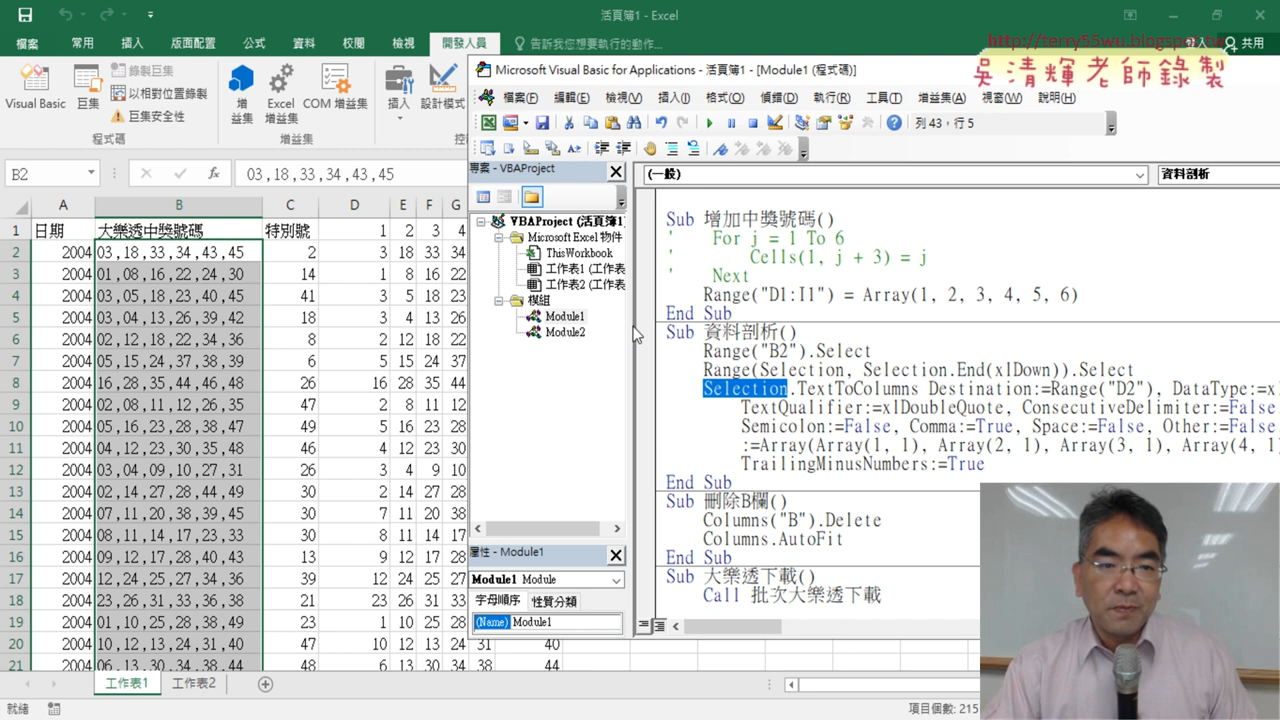 活頁簿1 - Excel
檔案 常用 插入 版面配置 公式 資料 校閱 檢視 開發人員 告訴我您想要執行的動作... 登入 共用
http://terry55wu.blogspot.tw
吳清輝老師錄製
Visual Basic 巨集 錄製巨集 以相對位置錄製 巨集安全性 增益集 Excel 增益集 COM 增益集 插入 設計模式
程式碼 增益集
B2 fx 03,18,33,34,43,45
A B C D E F G
1 日期 大樂透中獎號碼 特別號 1 2 3 4
2 2004 03,18,33,34,43,45 2 3 18 33 34
3 2004 01,08,16,22,24,30 14 1 8 16 22
4 2004 03,05,18,23,40,45 41 3 5 18 23
5 2004 03,04,13,26,39,42 18 3 4 13 26
6 2004 02,12,18,22,34,36 8 2 12 18 22
7 2004 05,15,24,37,38,39 6 5 15 24 37
8 2004 16,28,35,44,46,48 26 16 28 35 44
9 2004 02,08,11,12,26,35 47 2 8 11 12
10 2004 05,16,23,28,38,47 49 5 16 23 28
11 2004 04,12,23,30,35,48 46 4 12 23 30
12 2004 03,04,09,10,27,31 26 3 4 9 10
13 2004 02,14,27,28,44,49 30 2 14 27 28
14 2004 07,11,20,38,39,45 30 7 11 20 38
15 2004 08,11,14,17,23,33 30 8 11 14 17
16 2004 09,12,17,28,40,43 13 9 12 17 28
17 2004 12,24,25,27,34,36 39 12 24 25 27
18 2004 23,26,31,33,36,38 21 23 26 31 33
19 2004 01,10,25,28,38,49 23 1 10 25 28
20 2004 10,12,13,24,31,40 47 10 12 13 24 31 40
21 2004 06,13,30,34,38,44 48 6 13 30 34 38 44
工作表1 工作表2
就緒 項目個數: 215
Microsoft Visual Basic for Applications - 活頁簿1 - [Module1 (程式碼)]
檔案(F) 編輯(E) 檢視(V) 插入(I) 格式(O) 偵錯(D) 執行(R) 工具(T) 增益集(A) 視窗(W) 說明(H)
列 43，行 5
專案 - VBAProject
VBAProject (活頁簿1
Microsoft Excel 物件
ThisWorkbook
工作表1 (工作表
工作表2 (工作表
模組
Module1
Module2
屬性 - Module1
Module1 Module
字母順序 性質分類
(Name) Module1
(一般) 資料剖析
Sub 增加中獎號碼()
' For j = 1 To 6
' Cells(1, j + 3) = j
' Next
Range("D1:I1") = Array(1, 2, 3, 4, 5, 6)
End Sub
Sub 資料剖析()
Range("B2").Select
Range(Selection, Selection.End(xlDown)).Select
Selection.TextToColumns Destination:=Range("D2"), DataType:=x
TextQualifier:=xlDoubleQuote, ConsecutiveDelimiter:=False
Semicolon:=False, Comma:=True, Space:=False, Other:=False
:=Array(Array(1, 1), Array(2, 1), Array(3, 1), Array(4, 1
TrailingMinusNumbers:=True
End Sub
Sub 刪除B欄()
Columns("B").Delete
Columns.AutoFit
End Sub
Sub 大樂透下載()
Call 批次大樂透下載